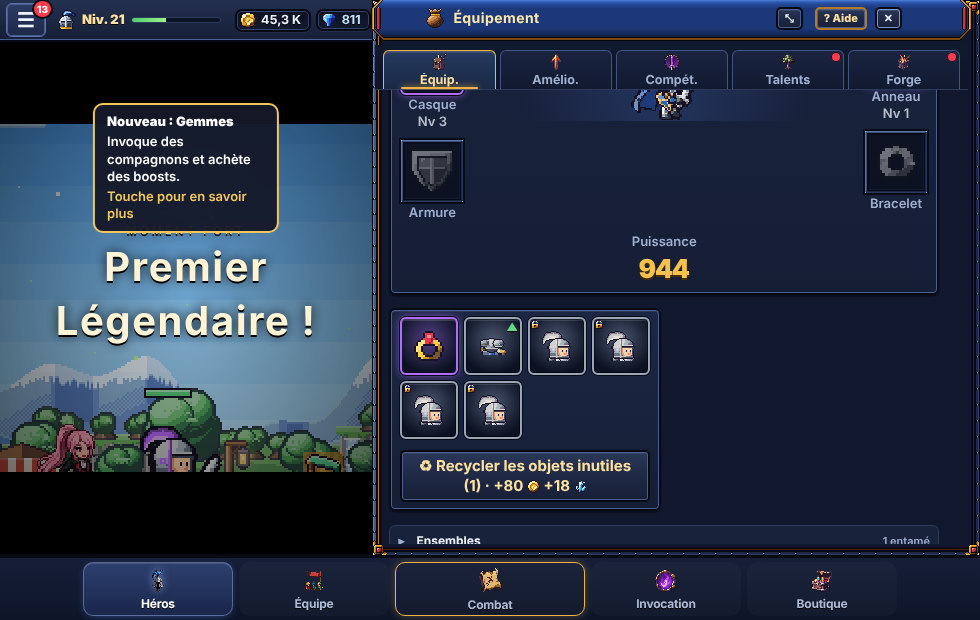 13
Niv. 21
45,3 K
811
Équipement
? Aide
Équip.
Amélio.
Compét.
Talents
Forge
Casque
Nv 3
Anneau
Nv 1
Armure
Bracelet
Puissance
944
Nouveau : Gemmes
Invoque des
compagnons et achète
des boosts.
Touche pour en savoir
plus
Premier
Légendaire !
♻ Recycler les objets inutiles
(1) · +80 +18
▸ Ensembles
1 entamé
Héros
Équipe
Combat
Invocation
Boutique